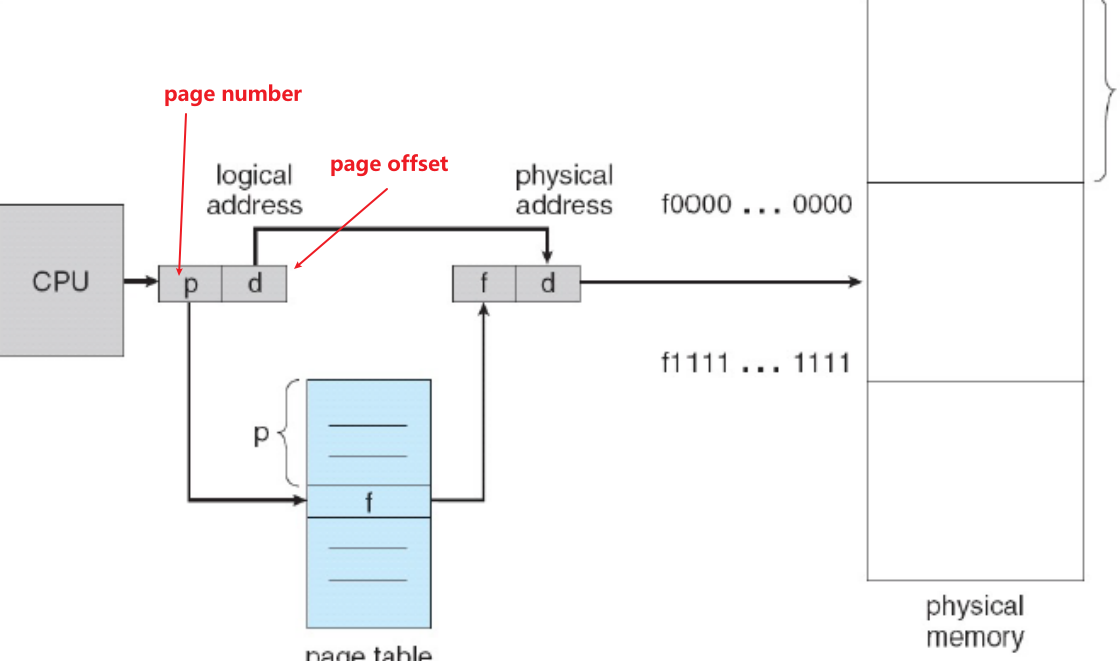 page number
logical
address
page offset
physical
address
f0000 ... 0000
CPU
p
d
f
d
f1111 ... 1111
p
f
physical
memory
page table